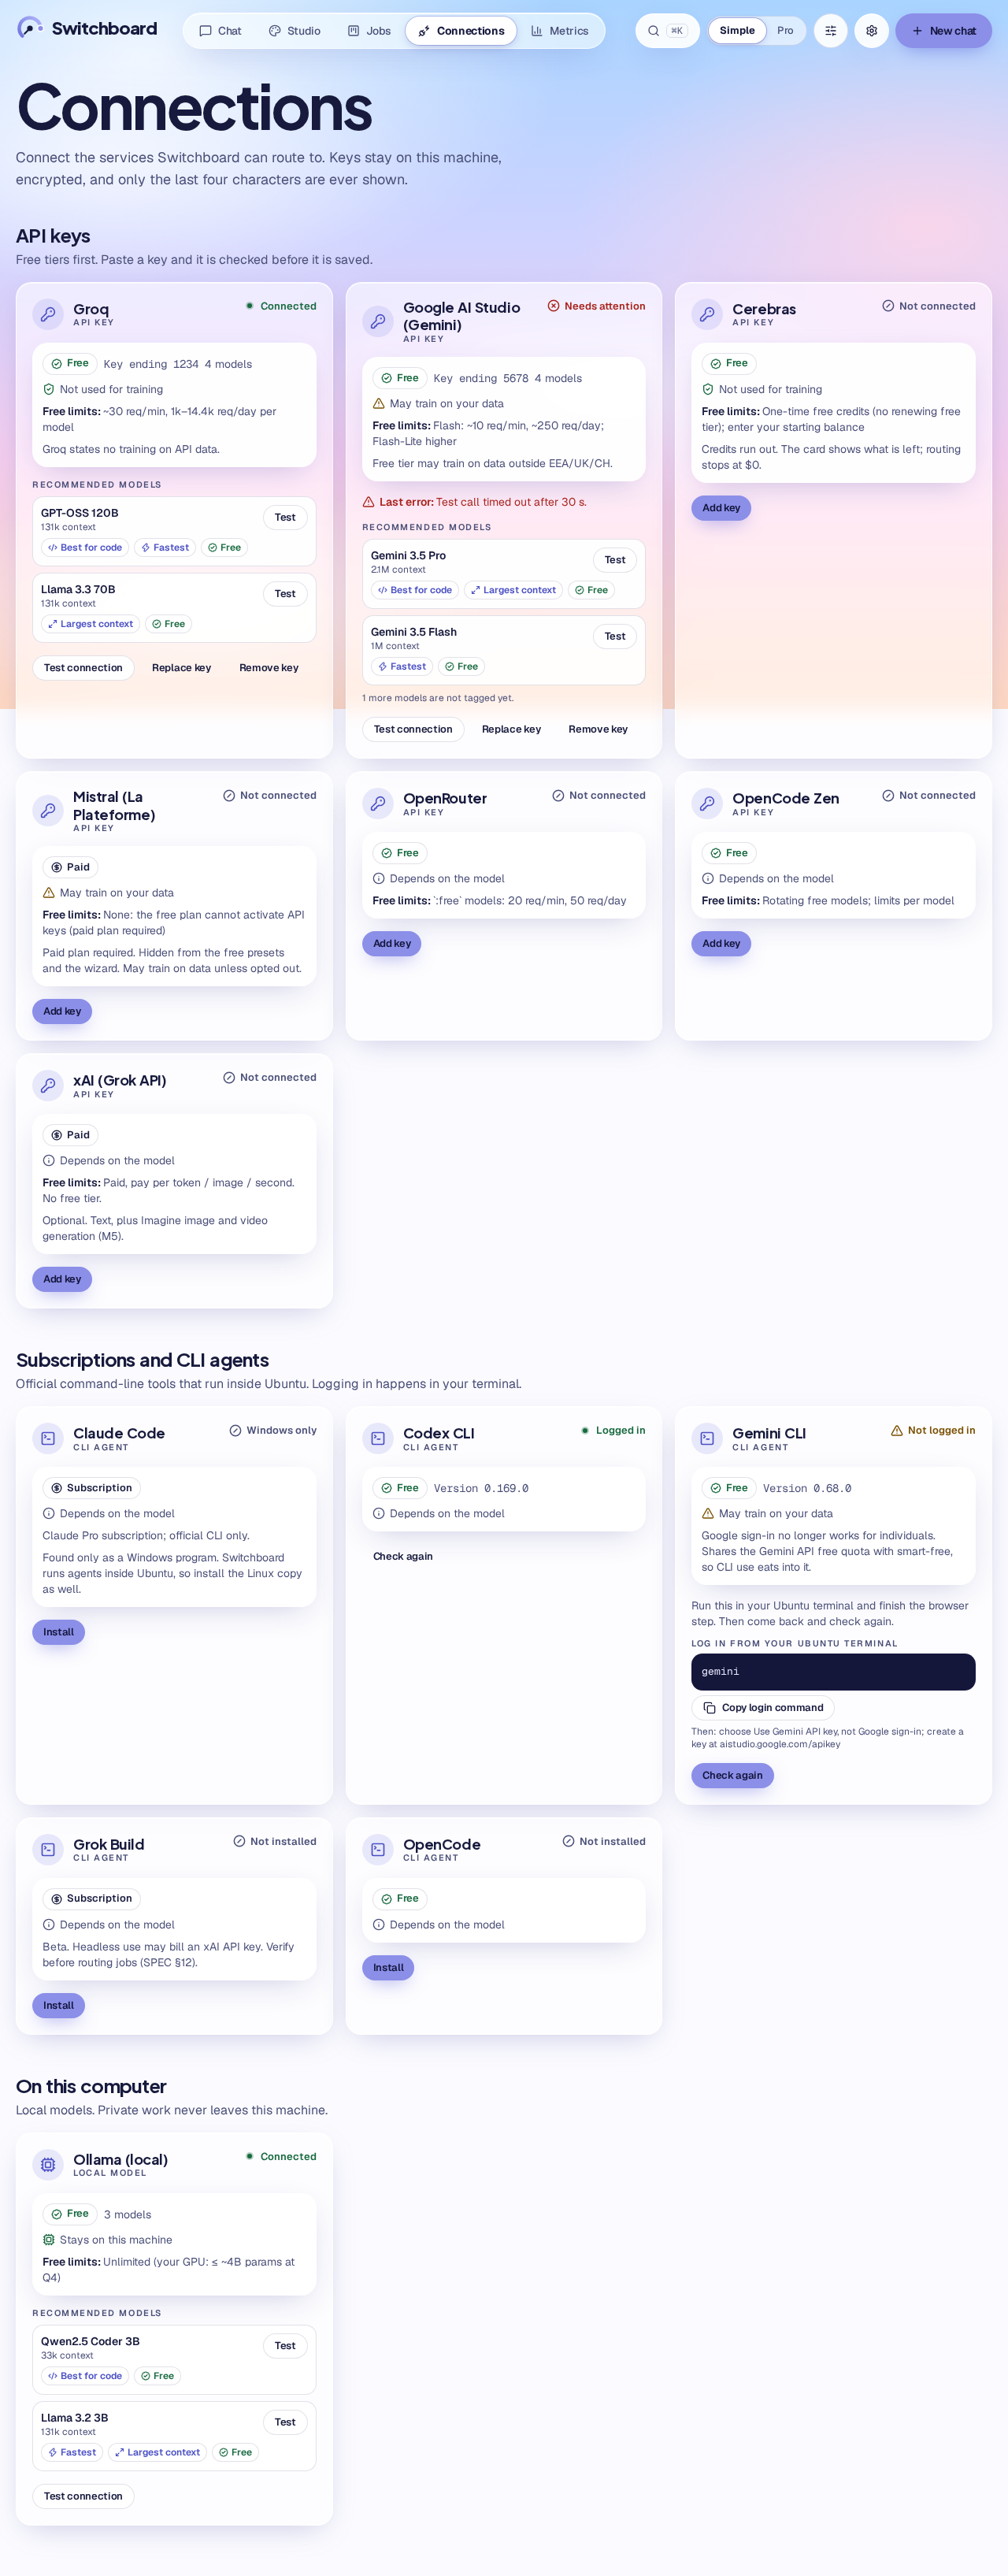 Switchboard
Chat
Studio
Jobs
Connections
Metrics
⌘K
Simple
Pro
New chat
Connections
Connect the services Switchboard can route to. Keys stay on this machine,
encrypted, and only the last four characters are ever shown.
API keys
Free tiers first. Paste a key and it is checked before it is saved.
Groq
API KEY
Connected
Free Key ending 1234 4 models
Not used for training
Free limits: ~30 req/min, 1k–14.4k req/day per
model
Groq states no training on API data.
RECOMMENDED MODELS
GPT-OSS 120B
131k context
Test
Best for code
Fastest
Free
Llama 3.3 70B
131k context
Test
Largest context
Free
Test connection
Replace key
Remove key
Google AI Studio
(Gemini)
API KEY
Needs attention
Free Key ending 5678 4 models
May train on your data
Free limits: Flash: ~10 req/min, ~250 req/day;
Flash-Lite higher
Free tier may train on data outside EEA/UK/CH.
Last error: Test call timed out after 30 s.
RECOMMENDED MODELS
Gemini 3.5 Pro
2.1M context
Test
Best for code
Largest context
Free
Gemini 3.5 Flash
1M context
Test
Fastest
Free
1 more models are not tagged yet.
Test connection
Replace key
Remove key
Cerebras
API KEY
Not connected
Free
Not used for training
Free limits: One-time free credits (no renewing free
tier); enter your starting balance
Credits run out. The card shows what is left; routing
stops at $0.
Add key
Mistral (La
Plateforme)
API KEY
Not connected
Paid
May train on your data
Free limits: None: the free plan cannot activate API
keys (paid plan required)
Paid plan required. Hidden from the free presets
and the wizard. May train on data unless opted out.
Add key
OpenRouter
API KEY
Not connected
Free
Depends on the model
Free limits: `:free` models: 20 req/min, 50 req/day
Add key
OpenCode Zen
API KEY
Not connected
Free
Depends on the model
Free limits: Rotating free models; limits per model
Add key
xAI (Grok API)
API KEY
Not connected
Paid
Depends on the model
Free limits: Paid, pay per token / image / second.
No free tier.
Optional. Text, plus Imagine image and video
generation (M5).
Add key
Subscriptions and CLI agents
Official command-line tools that run inside Ubuntu. Logging in happens in your terminal.
Claude Code
CLI AGENT
Windows only
Subscription
Depends on the model
Claude Pro subscription; official CLI only.
Found only as a Windows program. Switchboard
runs agents inside Ubuntu, so install the Linux copy
as well.
Install
Codex CLI
CLI AGENT
Logged in
Free Version 0.169.0
Depends on the model
Check again
Gemini CLI
CLI AGENT
Not logged in
Free Version 0.68.0
May train on your data
Google sign-in no longer works for individuals.
Shares the Gemini API free quota with smart-free,
so CLI use eats into it.
Run this in your Ubuntu terminal and finish the browser
step. Then come back and check again.
LOG IN FROM YOUR UBUNTU TERMINAL
gemini
Copy login command
Then: choose Use Gemini API key, not Google sign-in; create a
key at aistudio.google.com/apikey
Check again
Grok Build
CLI AGENT
Not installed
Subscription
Depends on the model
Beta. Headless use may bill an xAI API key. Verify
before routing jobs (SPEC §12).
Install
OpenCode
CLI AGENT
Not installed
Free
Depends on the model
Install
On this computer
Local models. Private work never leaves this machine.
Ollama (local)
LOCAL MODEL
Connected
Free 3 models
Stays on this machine
Free limits: Unlimited (your GPU: ≤ ~4B params at
Q4)
RECOMMENDED MODELS
Qwen2.5 Coder 3B
33k context
Test
Best for code
Free
Llama 3.2 3B
131k context
Test
Fastest
Largest context
Free
Test connection